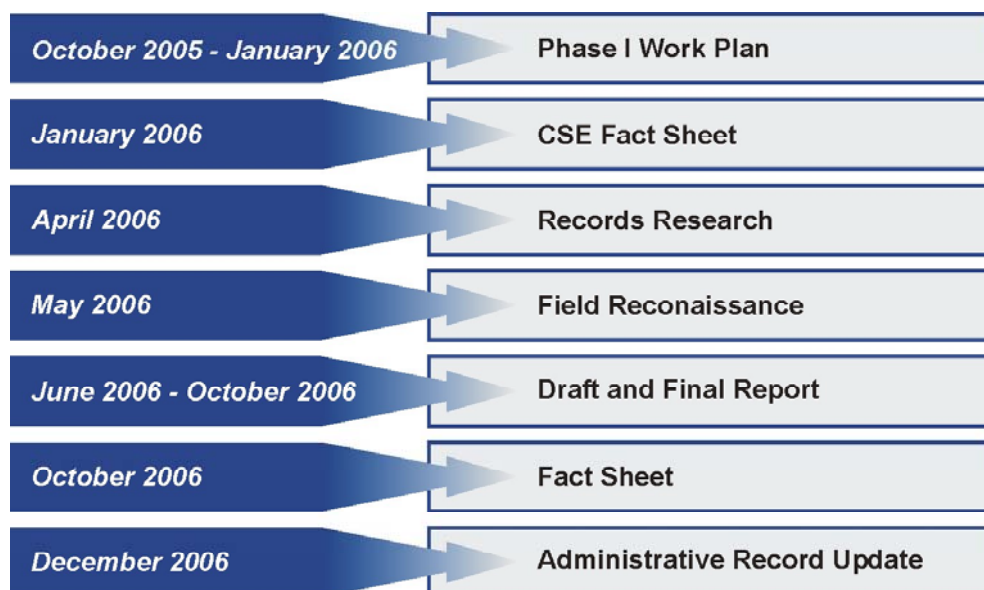 October 2005 - January 2006 Phase I Work Plan
January 2006 CSE Fact Sheet
April 2006 Records Research
May 2006 Field Reconaissance
June 2006 - October 2006 Draft and Final Report
October 2006 Fact Sheet
December 2006 Administrative Record Update